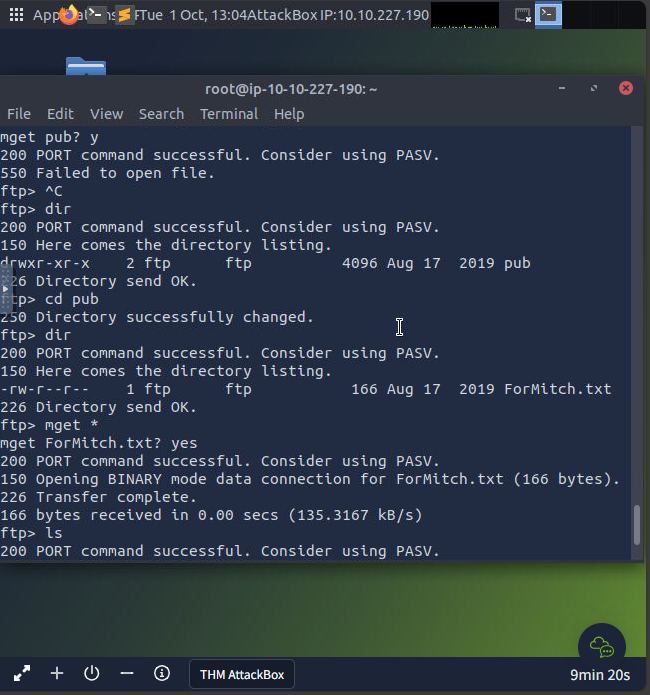 Applications FTue 1 Oct, 13:04AttackBox IP:10.10.227.190
root@ip-10-10-227-190: ~
File Edit View Search Terminal Help
mget pub? y
200 PORT command successful. Consider using PASV.
550 Failed to open file.
ftp> ^C
ftp> dir
200 PORT command successful. Consider using PASV.
150 Here comes the directory listing.
drwxr-xr-x    2 ftp      ftp          4096 Aug 17  2019 pub
226 Directory send OK.
ftp> cd pub
250 Directory successfully changed.
ftp> dir
200 PORT command successful. Consider using PASV.
150 Here comes the directory listing.
-rw-r--r--    1 ftp      ftp           166 Aug 17  2019 ForMitch.txt
226 Directory send OK.
ftp> mget *
mget ForMitch.txt? yes
200 PORT command successful. Consider using PASV.
150 Opening BINARY mode data connection for ForMitch.txt (166 bytes).
226 Transfer complete.
166 bytes received in 0.00 secs (135.3167 kB/s)
ftp> ls
200 PORT command successful. Consider using PASV.
THM AttackBox
9min 20s